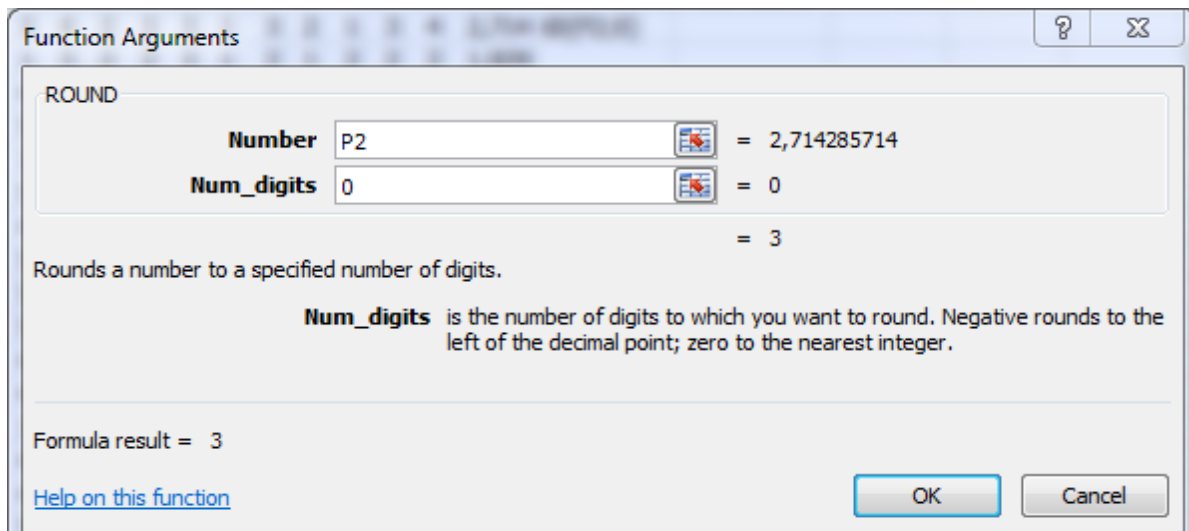 Function Arguments
ROUND
Number P2 = 2,714285714
Num_digits 0 = 0
= 3
Rounds a number to a specified number of digits.
Num_digits is the number of digits to which you want to round. Negative rounds to the
left of the decimal point; zero to the nearest integer.
Formula result = 3
Help on this function
OK Cancel